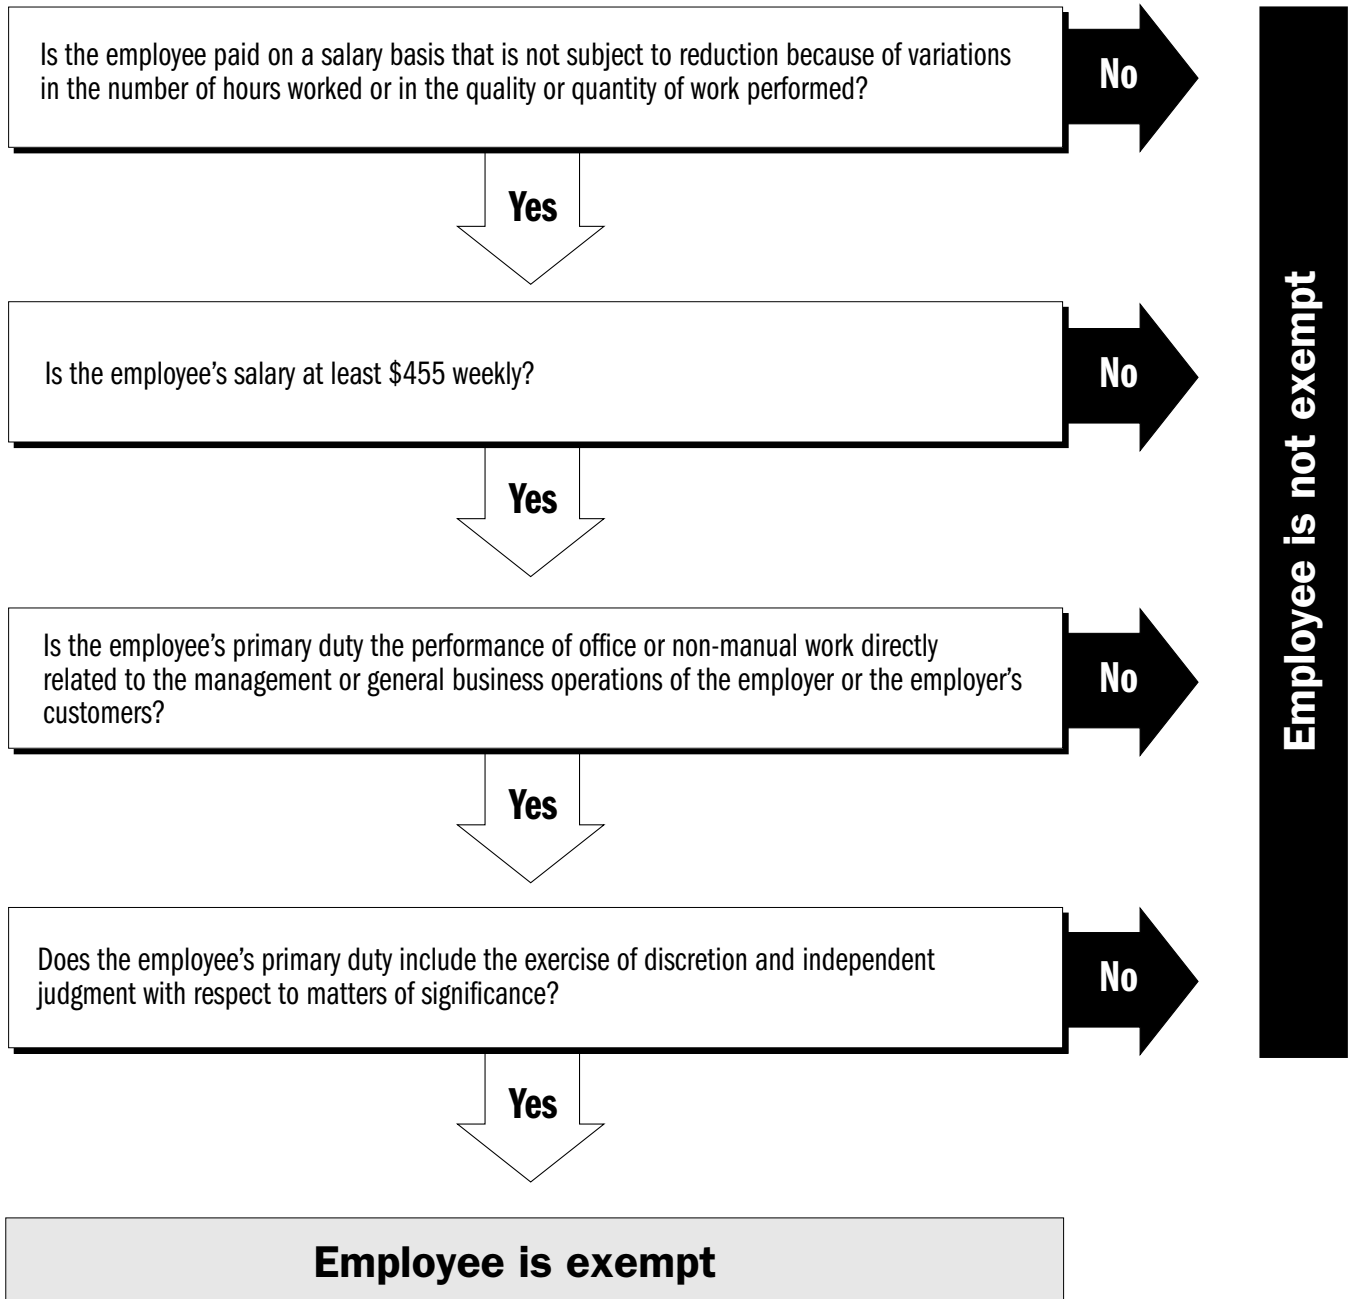 Is the employee paid on a salary basis that is not subject to reduction because of variations
in the number of hours worked or in the quality or quantity of work performed?
No
Yes
Is the employee’s salary at least $455 weekly?
No
Yes
Is the employee’s primary duty the performance of office or non-manual work directly
related to the management or general business operations of the employer or the employer’s
customers?
No
Yes
Does the employee’s primary duty include the exercise of discretion and independent
judgment with respect to matters of significance?
No
Yes
Employee is exempt
Employee is not exempt